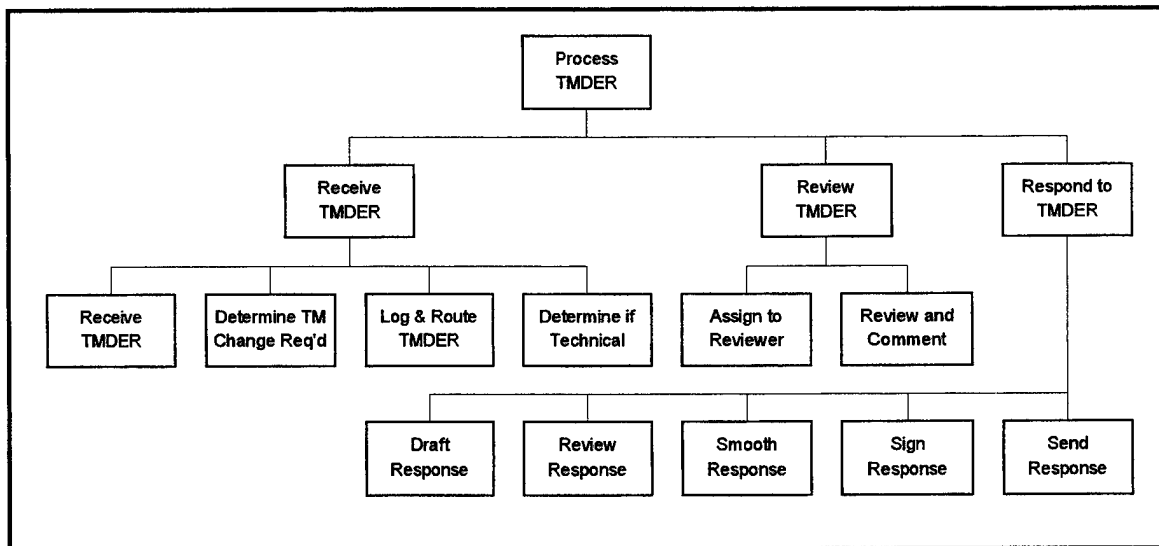 Process
TMDER
Receive
TMDER
Review
TMDER
Respond to
TMDER
Receive
TMDER
Determine TM
Change Req'd
Log & Route
TMDER
Determine if
Technical
Assign to
Reviewer
Review and
Comment
Draft
Response
Review
Response
Smooth
Response
Sign
Response
Send
Response